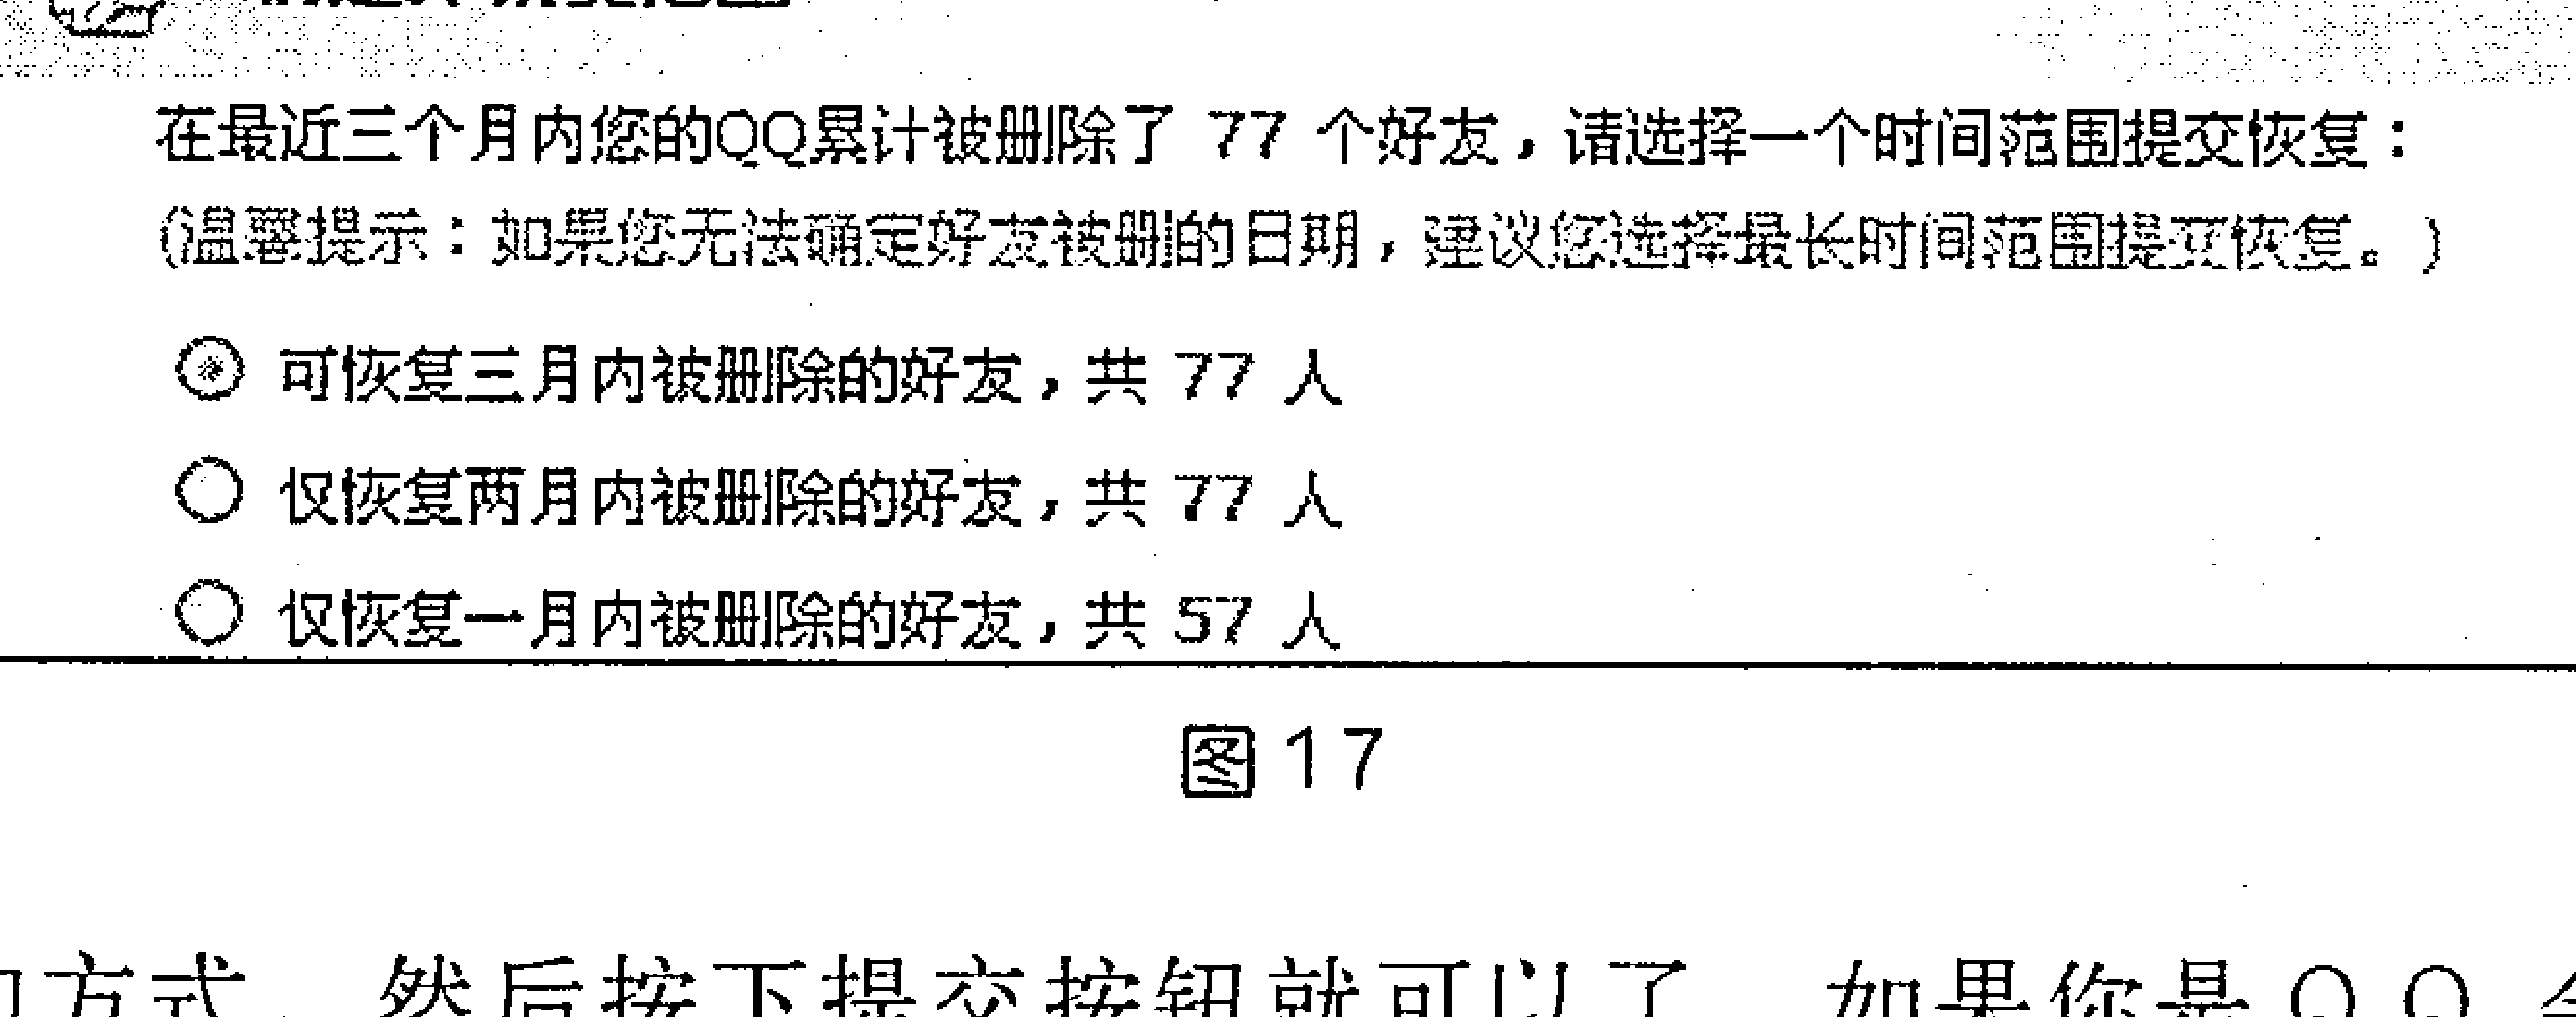 在最近三个月内您的QQ累计被删除了 77 个好友，请选择一个时间范围提交恢复：
(温馨提示：如果您无法确定好友被删的日期，建议您选择最长时间范围提交恢复。)
可恢复三月内被删除的好友，共 77 人
仅恢复两月内被删除的好友，共 77 人
仅恢复一月内被删除的好友，共 57 人
图17
方式，然后按下提交按钮就可以了 如果你是QQ